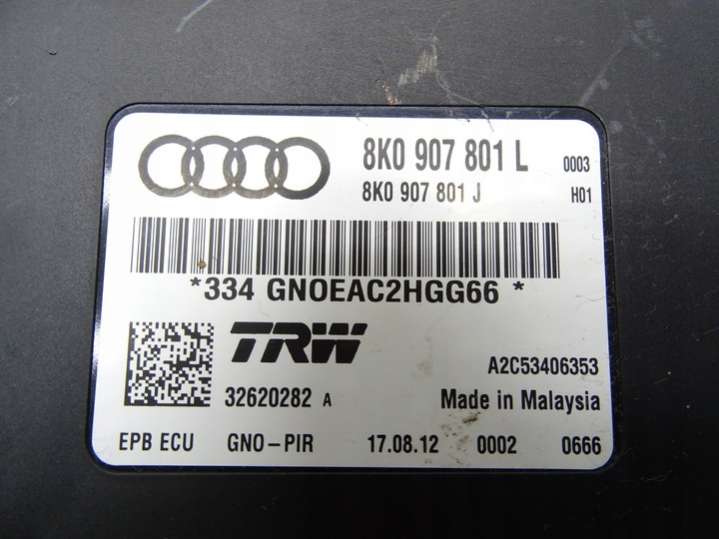 8K0 907 801 L 0003
8K0 907 801 J H01
*334 GNOEAC2HGG66 *
TRW A2C53406353
32620282 A Made in Malaysia
EPB ECU GNO-PIR 17.08.12 0002 0666